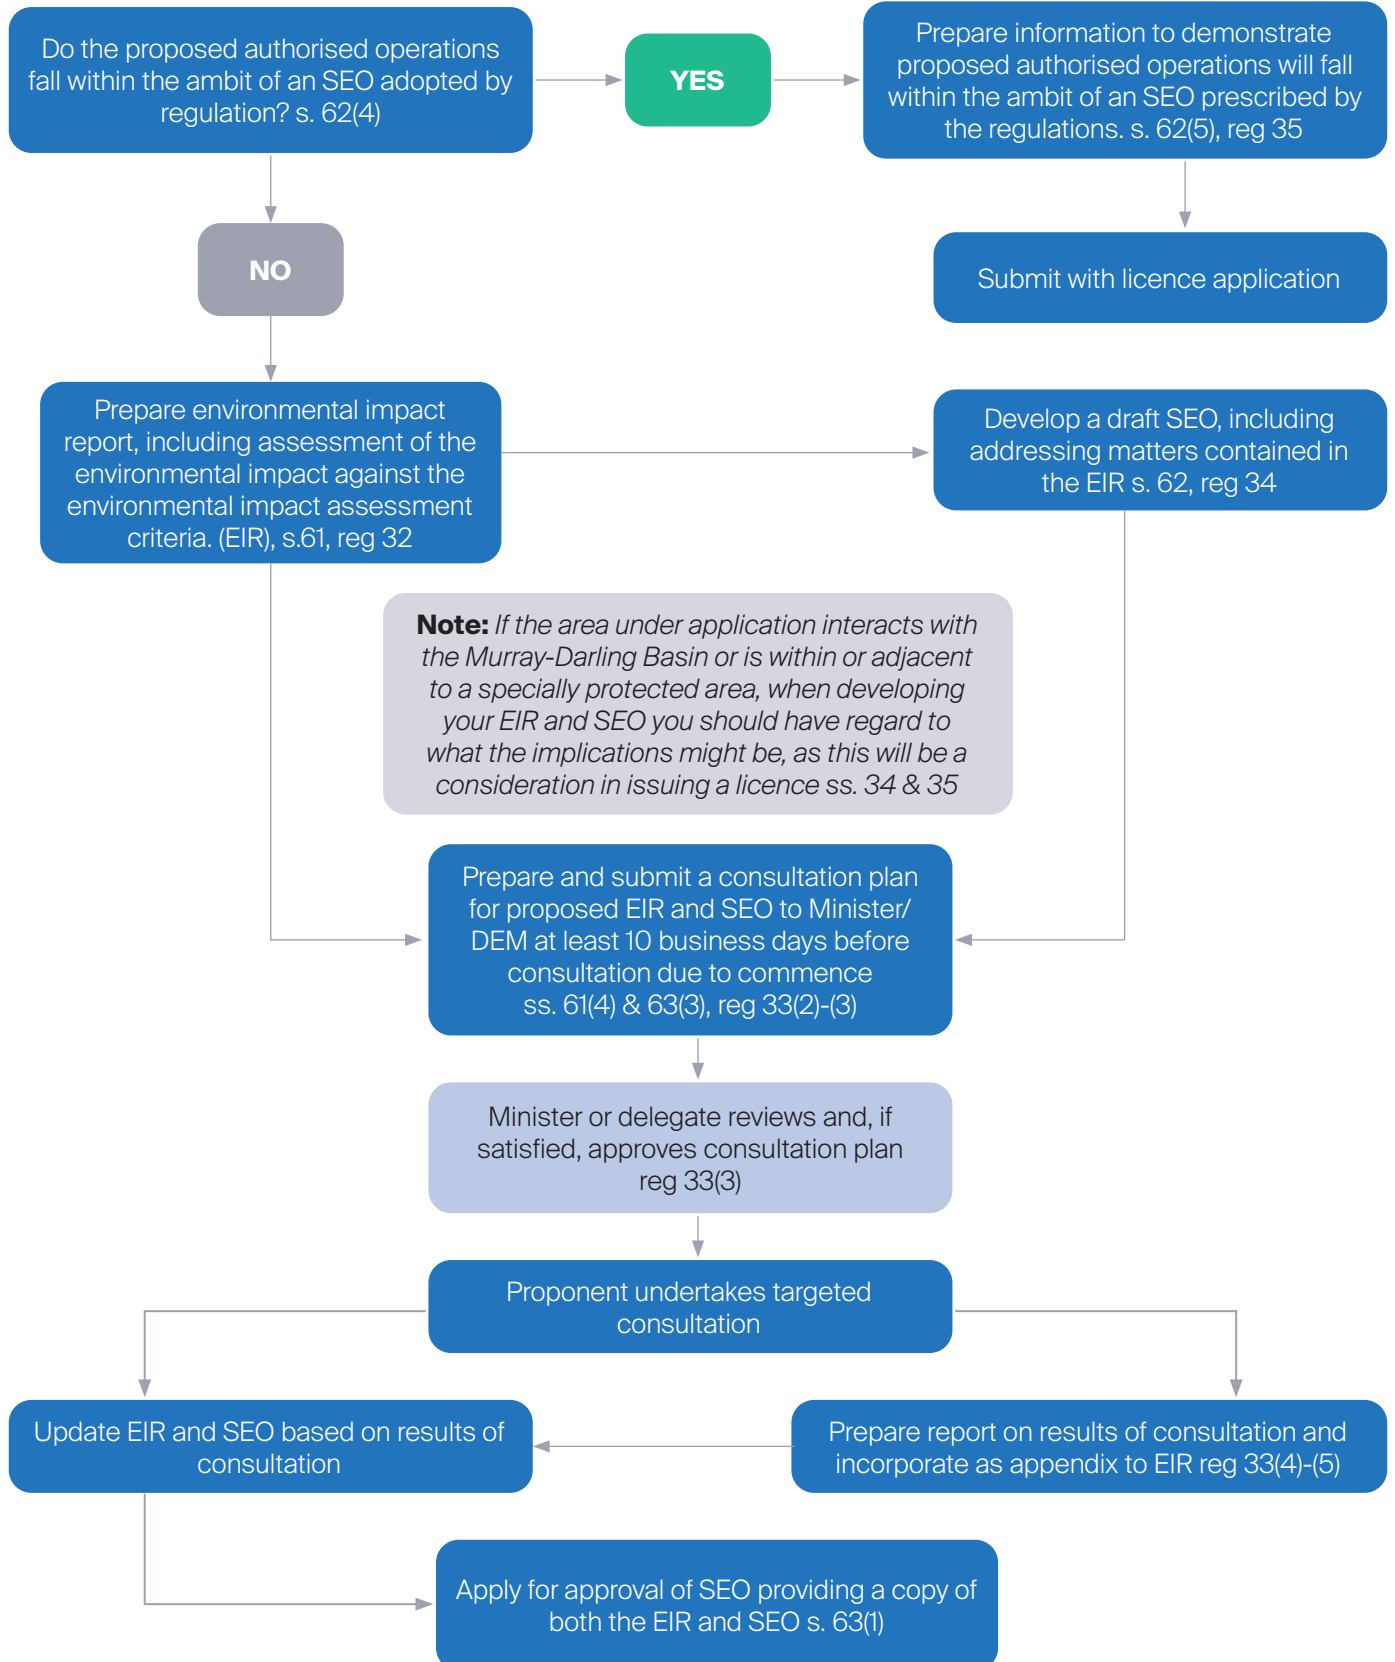 Do the proposed authorised operations
fall within the ambit of an SEO adopted by
regulation? s. 62(4)
YES
Prepare information to demonstrate
proposed authorised operations will fall
within the ambit of an SEO prescribed by
the regulations. s. 62(5), reg 35
NO
Submit with licence application
Prepare environmental impact
report, including assessment of the
environmental impact against the
environmental impact assessment
criteria. (EIR), s.61, reg 32
Develop a draft SEO, including
addressing matters contained in
the EIR s. 62, reg 34
Note: If the area under application interacts with
the Murray-Darling Basin or is within or adjacent
to a specially protected area, when developing
your EIR and SEO you should have regard to
what the implications might be, as this will be a
consideration in issuing a licence ss. 34 & 35
Prepare and submit a consultation plan
for proposed EIR and SEO to Minister/
DEM at least 10 business days before
consultation due to commence
ss. 61(4) & 63(3), reg 33(2)-(3)
Minister or delegate reviews and, if
satisfied, approves consultation plan
reg 33(3)
Proponent undertakes targeted
consultation
Update EIR and SEO based on results of
consultation
Prepare report on results of consultation and
incorporate as appendix to EIR reg 33(4)-(5)
Apply for approval of SEO providing a copy of
both the EIR and SEO s. 63(1)